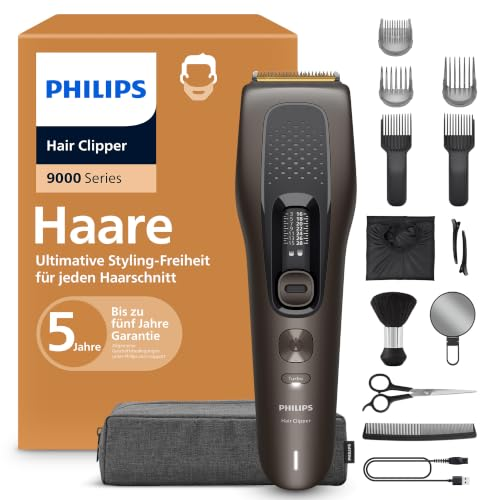 PHILIPS
Hair Clipper
9000 Series
Haare
Ultimative Styling-Freiheit
für jeden Haarschnitt
5
Jahre
Bis zu
fünf Jahre
Garantie
Turbo
PHILIPS
Hair Clipper
PHILIPS